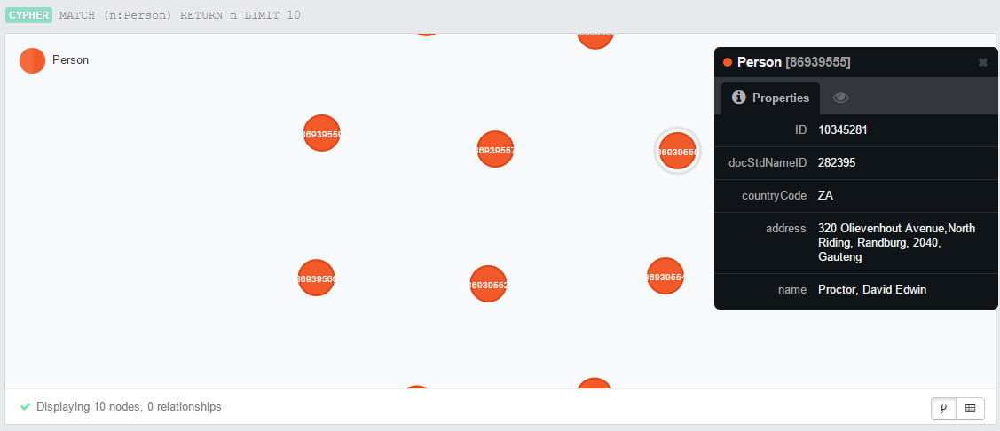 CYPHER MATCH (n:Person) RETURN n LIMIT 10
Person
Person [86939555]
Properties
ID 10345281
docStdNameID 282395
countryCode ZA
address 320 Olievenhout Avenue,North
Riding, Randburg, 2040,
Gauteng
name Proctor, David Edwin
86939559
86939557
86939555
86939560
86939552
86939554
Displaying 10 nodes, 0 relationships